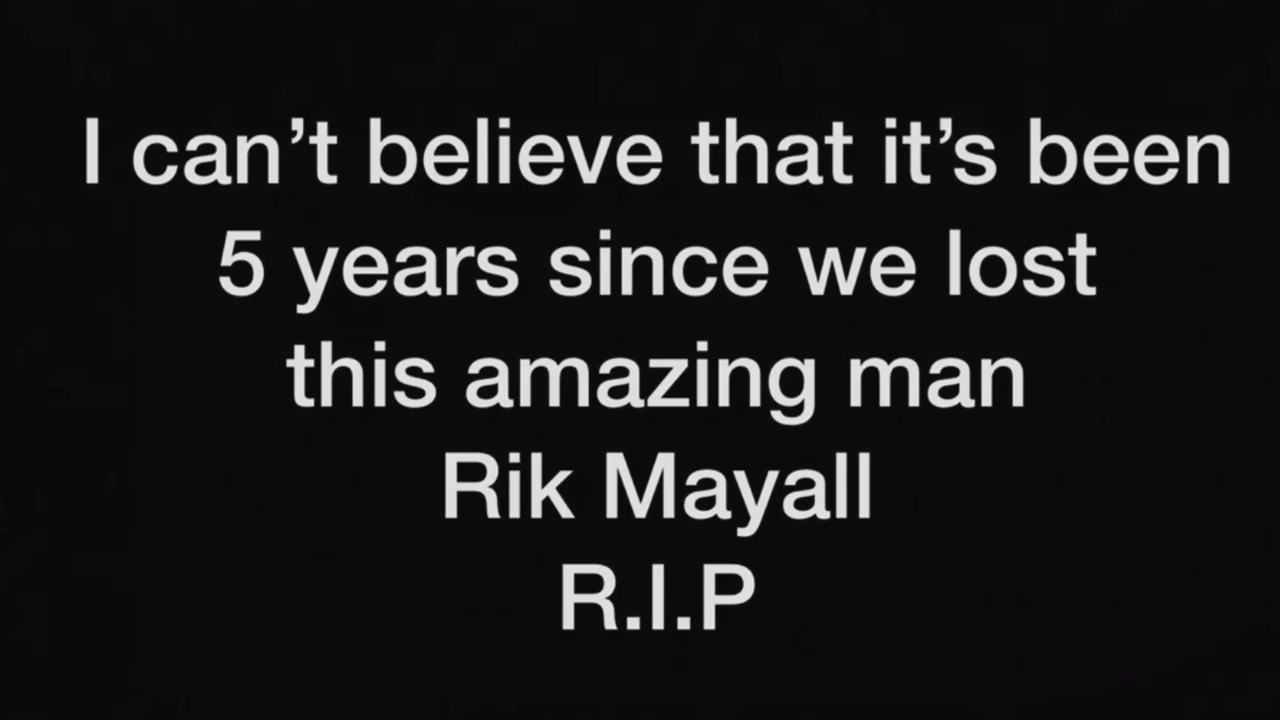 I can’t believe that it’s been
5 years since we lost
this amazing man
Rik Mayall
R.I.P